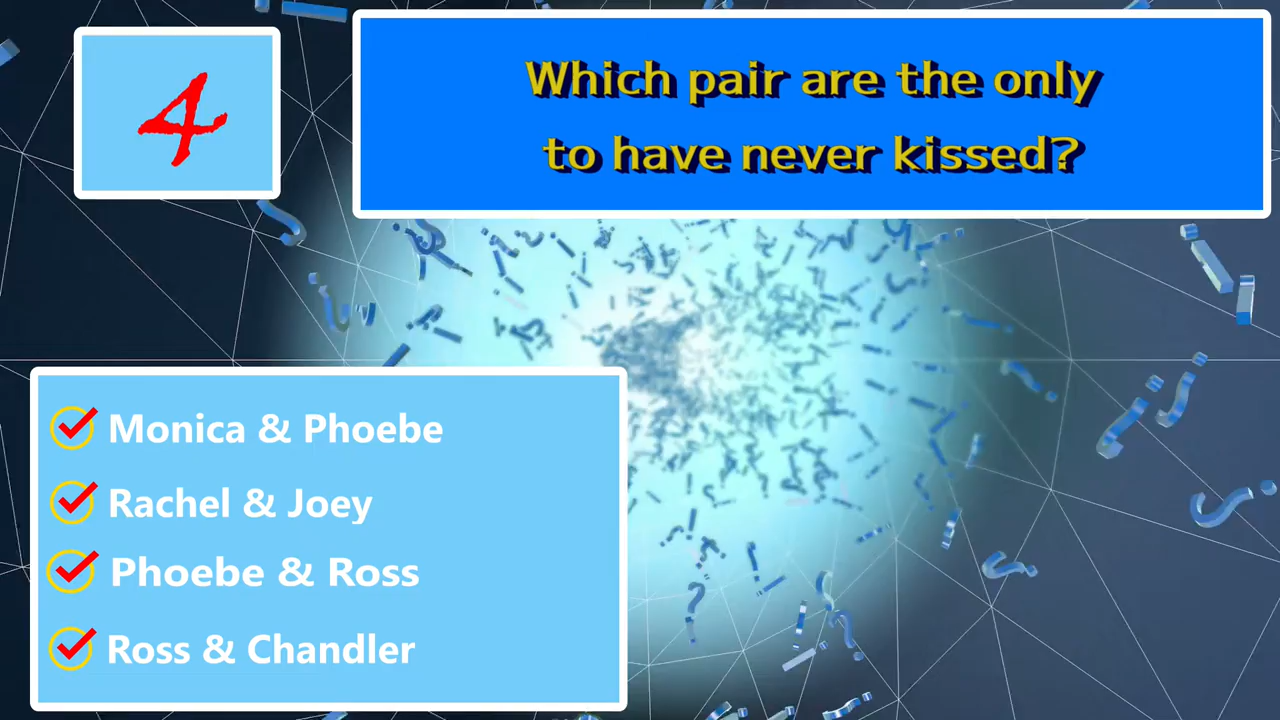 4
Which pair are the only
to have never kissed?
Monica & Phoebe
Rachel & Joey
Phoebe & Ross
Ross & Chandler